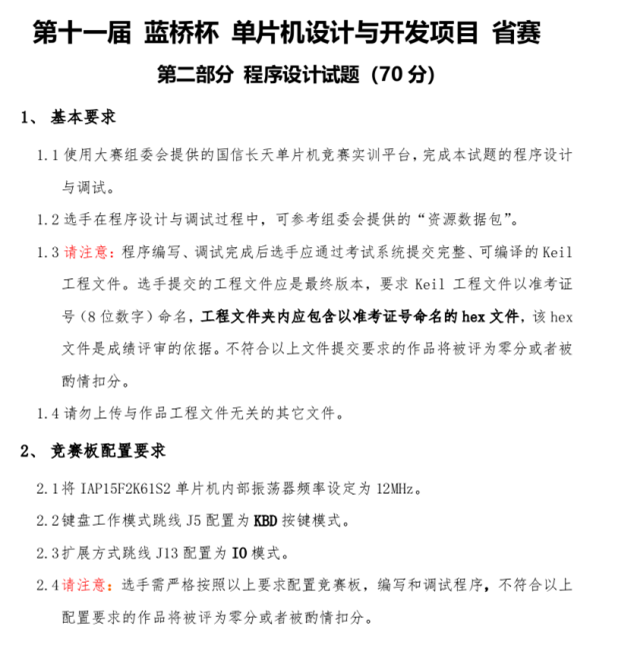 第十一届 蓝桥杯 单片机设计与开发项目 省赛
第二部分 程序设计试题（70 分）
1、 基本要求
1.1 使用大赛组委会提供的国信长天单片机竞赛实训平台，完成本试题的程序设计
与调试。
1.2 选手在程序设计与调试过程中，可参考组委会提供的“资源数据包”。
1.3 请注意：程序编写、调试完成后选手应通过考试系统提交完整、可编译的 Keil
工程文件。选手提交的工程文件应是最终版本，要求 Keil 工程文件以准考证
号（8 位数字）命名，工程文件夹内应包含以准考证号命名的 hex 文件，该 hex
文件是成绩评审的依据。不符合以上文件提交要求的作品将被评为零分或者被
酌情扣分。
1.4 请勿上传与作品工程文件无关的其它文件。
2、 竞赛板配置要求
2.1 将 IAP15F2K61S2 单片机内部振荡器频率设定为 12MHz。
2.2 键盘工作模式跳线 J5 配置为 KBD 按键模式。
2.3 扩展方式跳线 J13 配置为 IO 模式。
2.4 请注意：选手需严格按照以上要求配置竞赛板，编写和调试程序，不符合以上
配置要求的作品将被评为零分或者被酌情扣分。